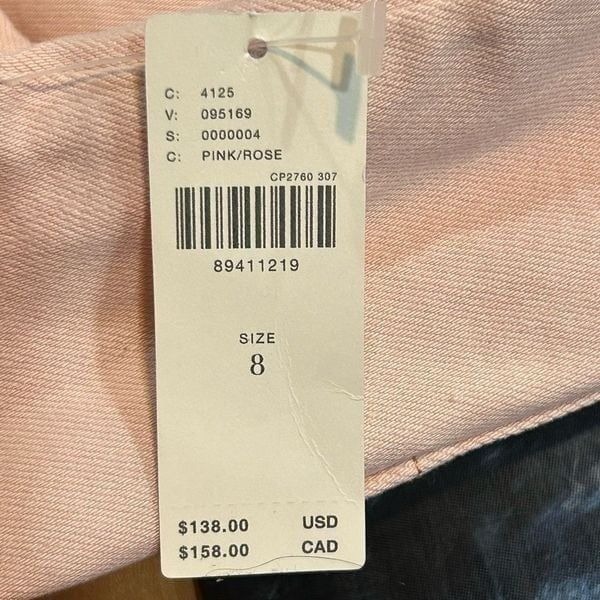 C: 4125
V: 095169
S: 0000004
C: PINK/ROSE
CP2760 307
89411219
SIZE
8
$138.00 USD
$158.00 CAD